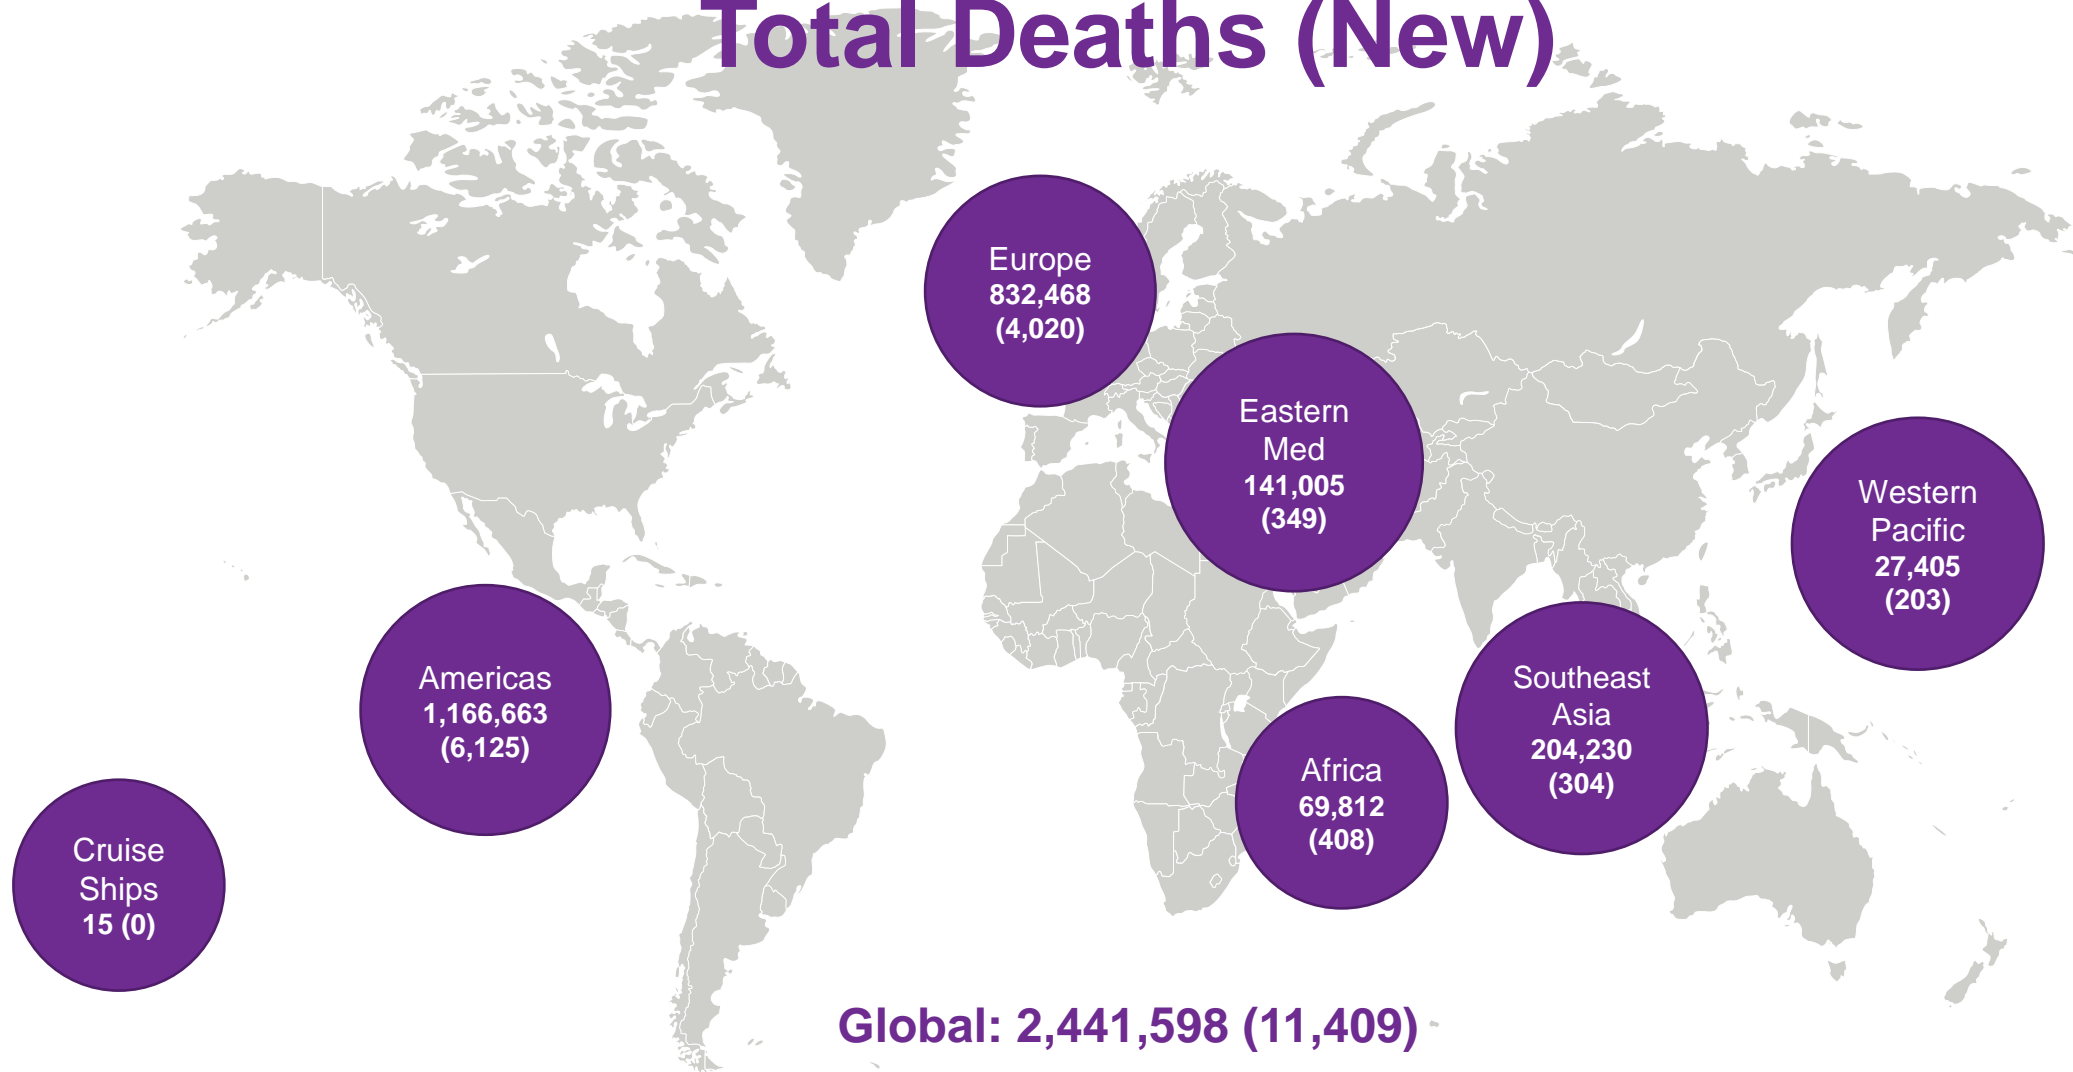 Total Deaths (New)
Europe
832,468
(4,020)
Eastern
Med
141,005
(349)
Western
Pacific
27,405
(203)
Americas
1,166,663
(6,125)
Southeast
Asia
204,230
(304)
Africa
69,812
(408)
Cruise
Ships
15 (0)
Global: 2,441,598 (11,409)